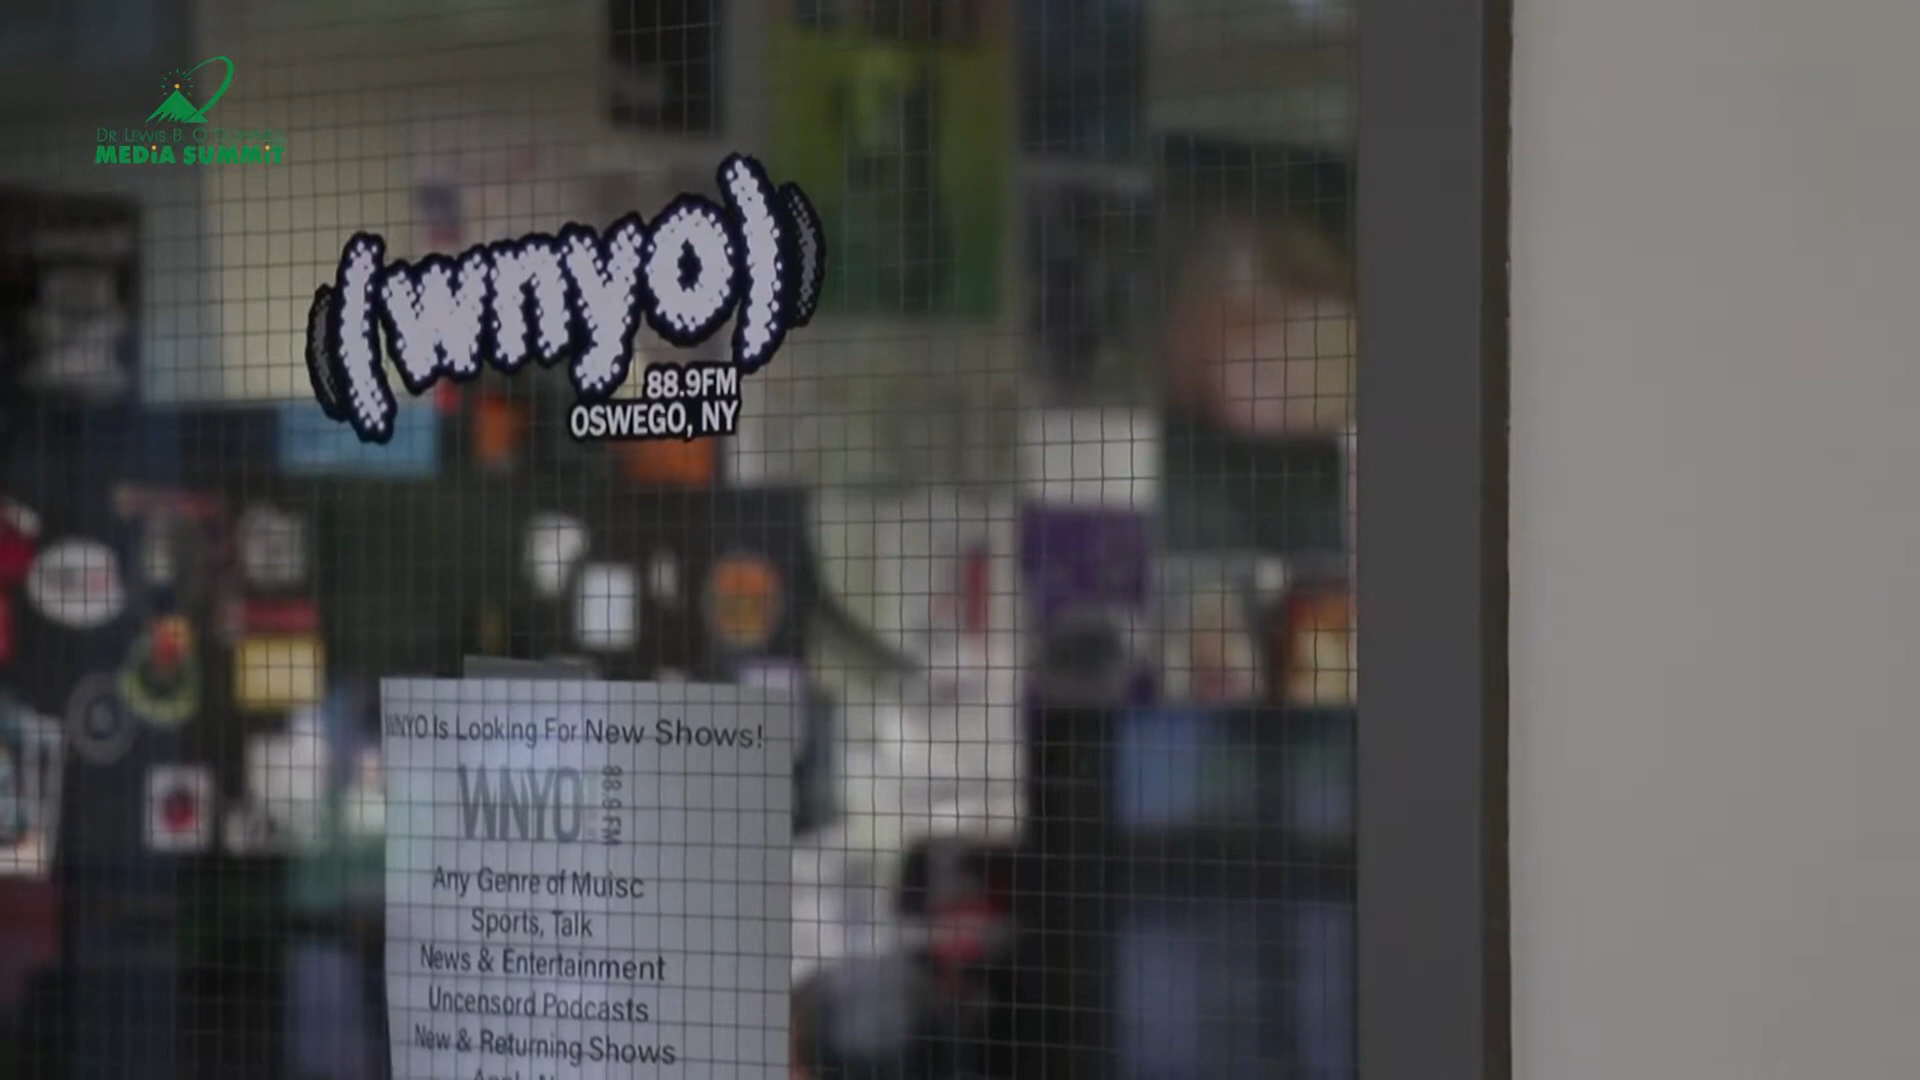 DR. LEWIS B. O'DONNELL
MEDIA SUMMIT
(wnyo)
88.9FM
OSWEGO, NY
WNYO Is Looking For New Shows!
WNYO 88.9 FM
Any Genre of Muisc
Sports, Talk
News & Entertainment
Uncensord Podcasts
New & Returning Shows